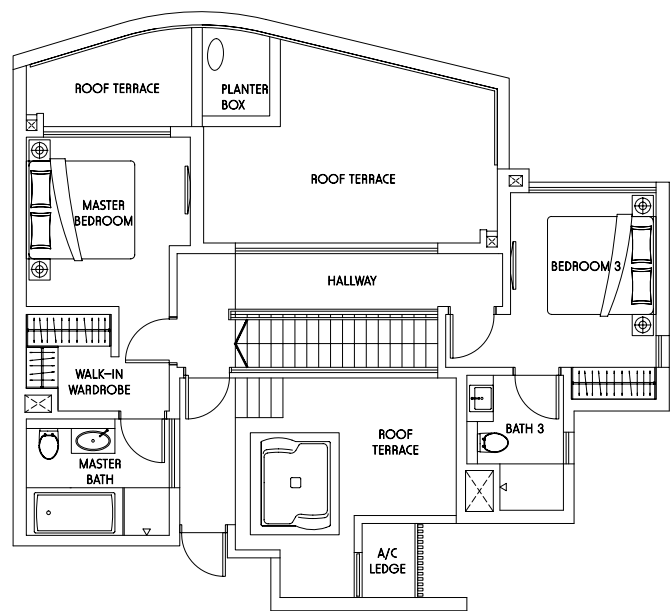 ROOF TERRACE
PLANTER
BOX
ROOF TERRACE
MASTER
BEDROOM
BEDROOM 3
HALLWAY
WALK-IN
WARDROBE
ROOF
TERRACE
BATH 3
MASTER
BATH
A/C
LEDGE